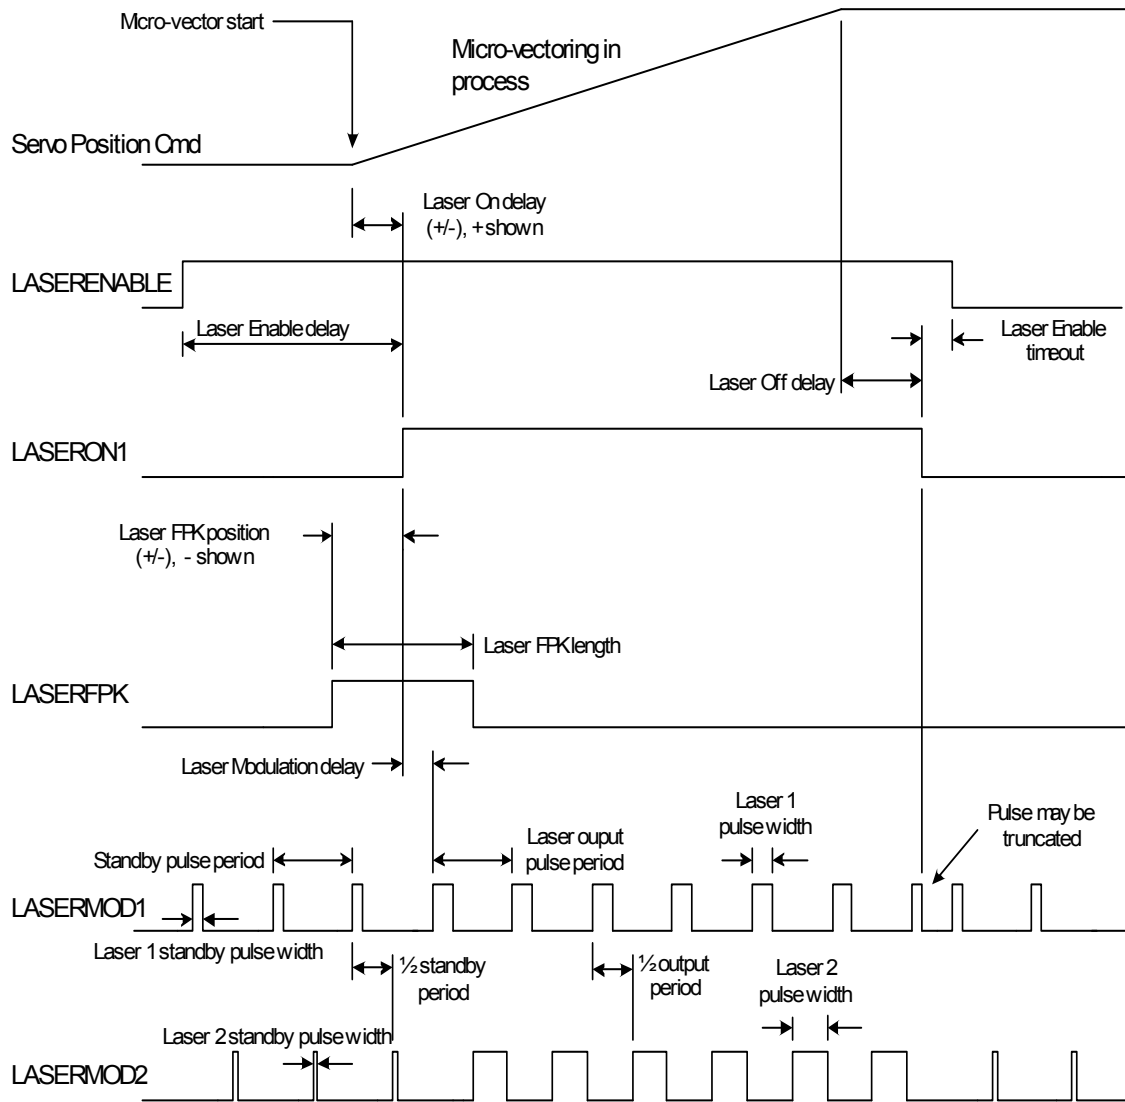 Mcro-vector start
Micro-vectoring in
process
Servo Position Cmd
Laser On delay
(+/-), + shown
LASERENABLE
Laser Enable delay
Laser Enable
timeout
Laser Off delay
LASERON1
Laser FPK position
(+/-), - shown
Laser FPK length
LASERFPK
Laser Modulation delay
Laser 1
pulse width
Pulse may be
truncated
Standby pulse period
Laser ouput
pulse period
LASERMOD1
Laser 1 standby pulse width
½ standby
period
½ output
period
Laser 2
pulse width
Laser 2 standby pulse width
LASERMOD2